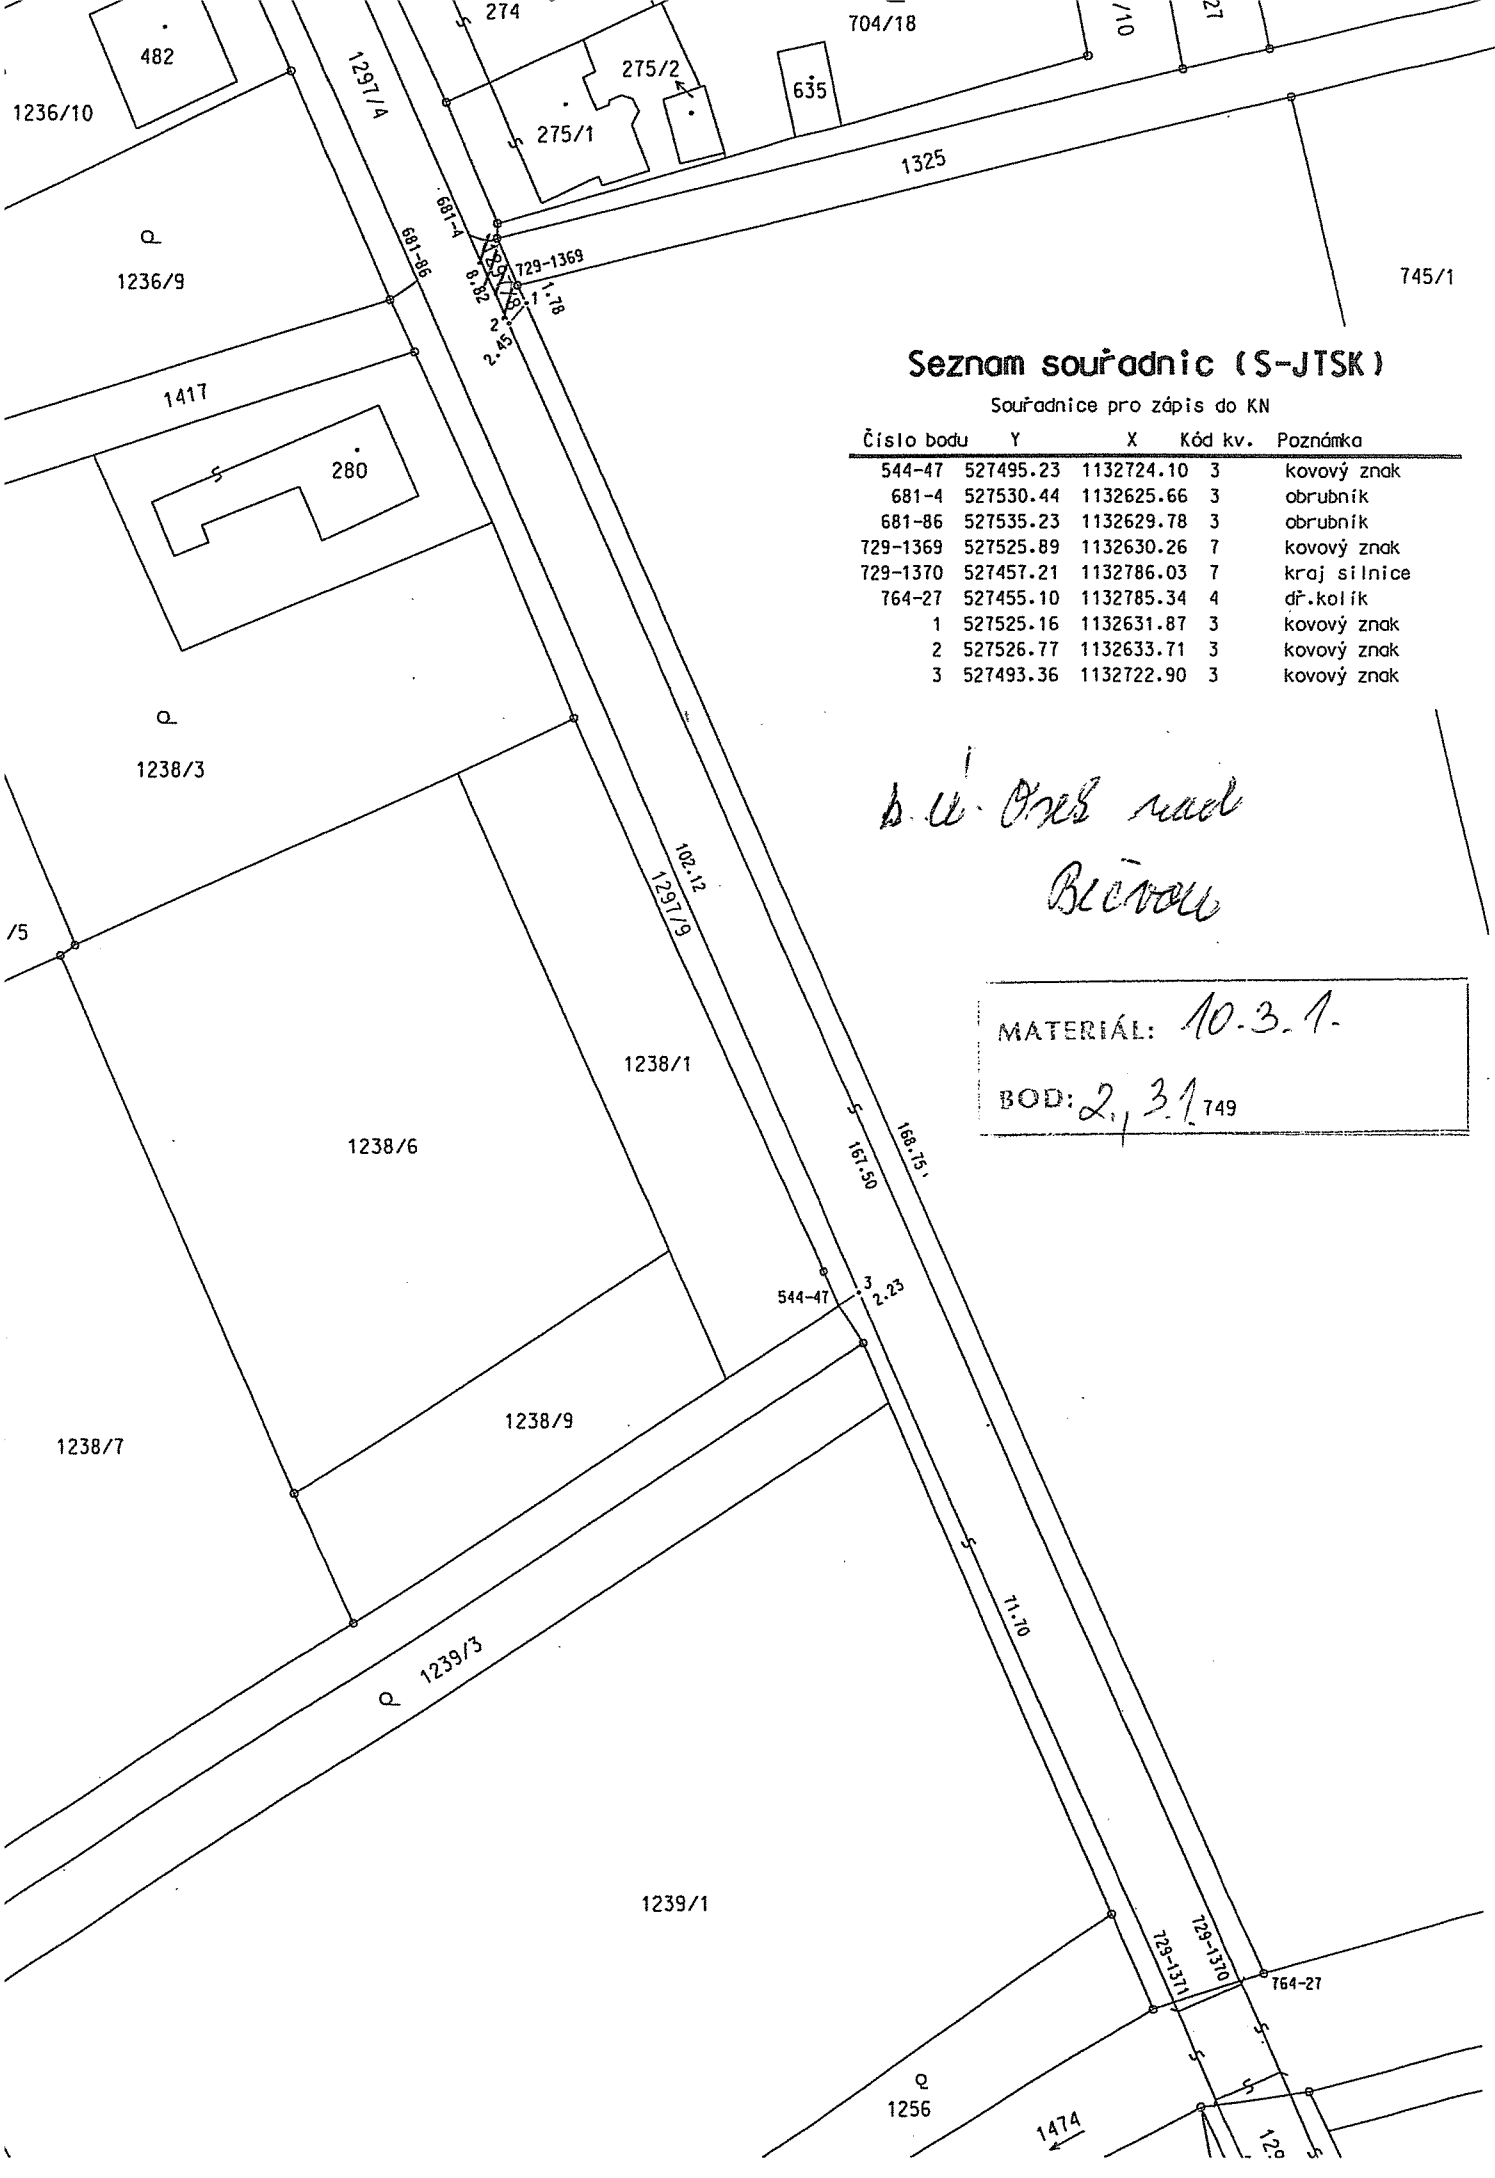 274
704/18
/10
27
482
1297/4
275/2
635
1236/10
275/1
1325
681-4
681-86
729-1369
1236/9
8.82
1.78
1
2
2.45
745/1
Seznam souřadnic (S-JTSK)
Souřadnice pro zápis do KN
Číslo bodu Y X Kód kv. Poznámka
544-47 527495.23 1132724.10 3 kovový znak
681-4 527530.44 1132625.66 3 obrubník
681-86 527535.23 1132629.78 3 obrubník
729-1369 527525.89 1132630.26 7 kovový znak
729-1370 527457.21 1132786.03 7 kraj silnice
764-27 527455.10 1132785.34 4 dř.kolík
1 527525.16 1132631.87 3 kovový znak
2 527526.77 1132633.71 3 kovový znak
3 527493.36 1132722.90 3 kovový znak
1417
280
1238/3
nad
Bečvou
102.12
1297/9
/5
MATERIÁL: 10.3.1.
BOD: 2., 3.1. 749
1238/1
1238/6
168.75
167.50
544-47
3
2.23
1238/9
1238/7
71.70
1239/3
1239/1
729-1371
729-1370
764-27
1256
1474
129